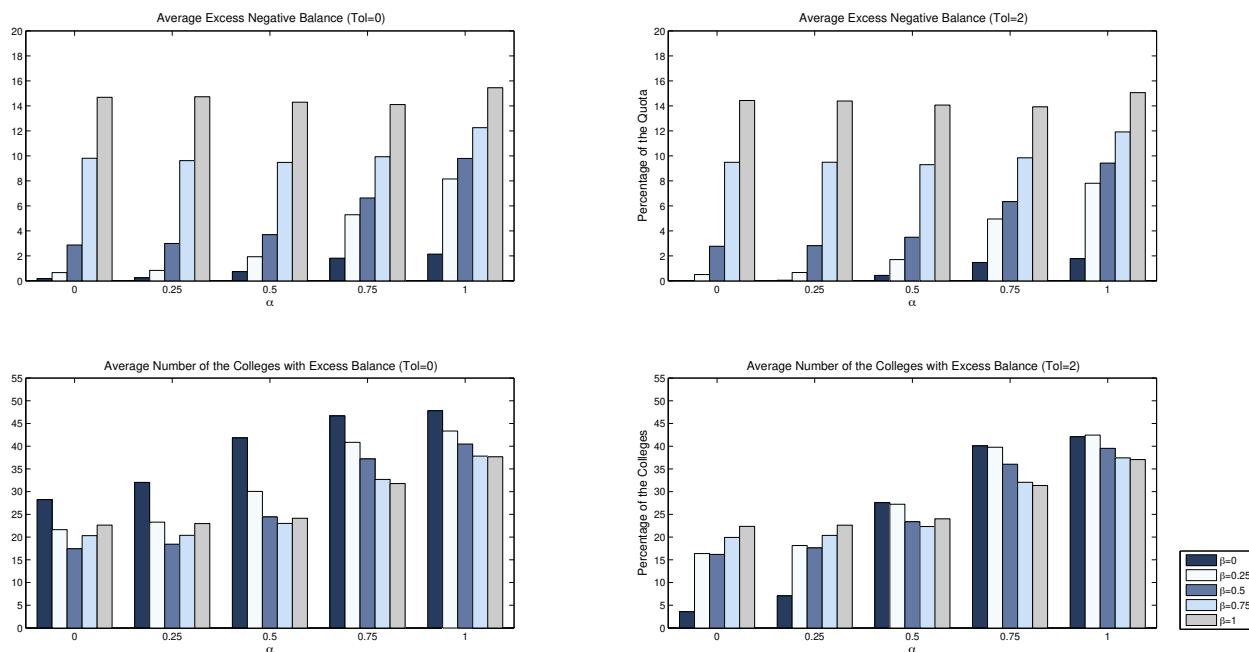 Average Excess Negative Balance (Tol=0)
20
18
16
14
12
10
8
6
4
2
0
0 0.25 0.5 0.75 1
α
Average Excess Negative Balance (Tol=2)
Percentage of the Quota
20
18
16
14
12
10
8
6
4
2
0
0 0.25 0.5 0.75 1
α
Average Number of the Colleges with Excess Balance (Tol=0)
55
50
45
40
35
30
25
20
15
10
5
0
0 0.25 0.5 0.75 1
α
Average Number of the Colleges with Excess Balance (Tol=2)
Percentage of the Colleges
55
50
45
40
35
30
25
20
15
10
5
0
0 0.25 0.5 0.75 1
α
β=0
β=0.25
β=0.5
β=0.75
β=1